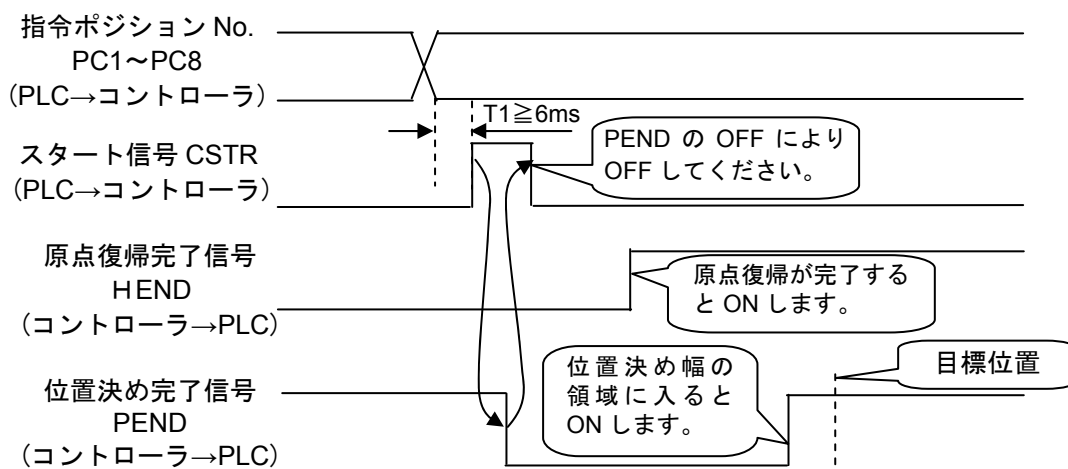 指令ポジション No.
PC1～PC8
(PLC→コントローラ)
T1≧6ms
スタート信号 CSTR
(PLC→コントローラ)
PEND の OFF により
OFF してください。
原点復帰完了信号
HEND
(コントローラ→PLC)
原点復帰が完了する
と ON します。
位置決め完了信号
PEND
(コントローラ→PLC)
位置決め幅の
領域に入ると
ON します。
目標位置